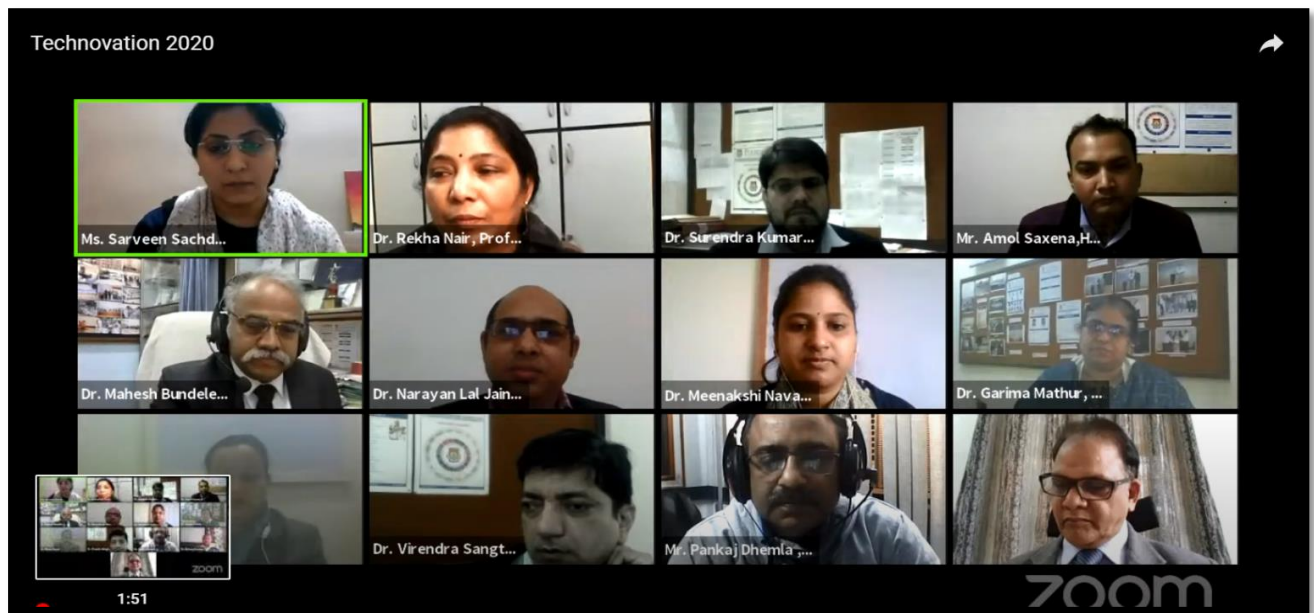 Technovation 2020
Ms. Sarveen Sachd...
Dr. Rekha Nair, Prof...
Dr. Surendra Kumar...
Mr. Amol Saxena,H...
Dr. Mahesh Bundele...
Dr. Narayan Lal Jain...
Dr. Meenakshi Nava...
Dr. Garima Mathur, ...
Dr. Virendra Sangt...
Mr. Pankaj Dhemla ,...
zoom
1:51
zoom